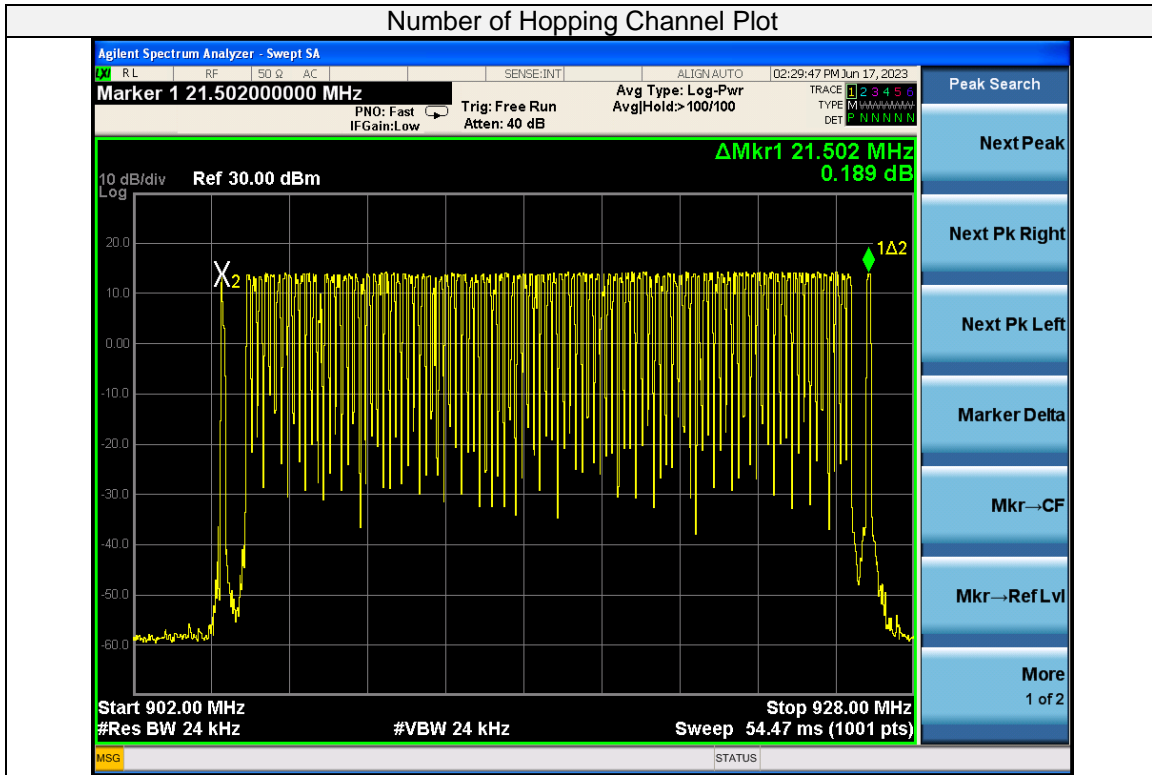 Number of Hopping Channel Plot
Agilent Spectrum Analyzer - Swept SA
LXI RL RF 50 Ω AC SENSE:INT ALIGN AUTO 02:29:47 PM Jun 17, 2023
Marker 1 21.502000000 MHz
PNO: Fast
IFGain:Low
Trig: Free Run
Atten: 40 dB
Avg Type: Log-Pwr
Avg|Hold:>100/100
TRACE 1 2 3 4 5 6
TYPE M
DET P N N N N N
ΔMkr1 21.502 MHz
0.189 dB
10 dB/div Ref 30.00 dBm
Log
20.0
10.0
0.00
-10.0
-20.0
-30.0
-40.0
-50.0
-60.0
X2
1Δ2
Start 902.00 MHz Stop 928.00 MHz
#Res BW 24 kHz #VBW 24 kHz Sweep 54.47 ms (1001 pts)
MSG STATUS
Peak Search
Next Peak
Next Pk Right
Next Pk Left
Marker Delta
Mkr→CF
Mkr→Ref Lvl
More
1 of 2